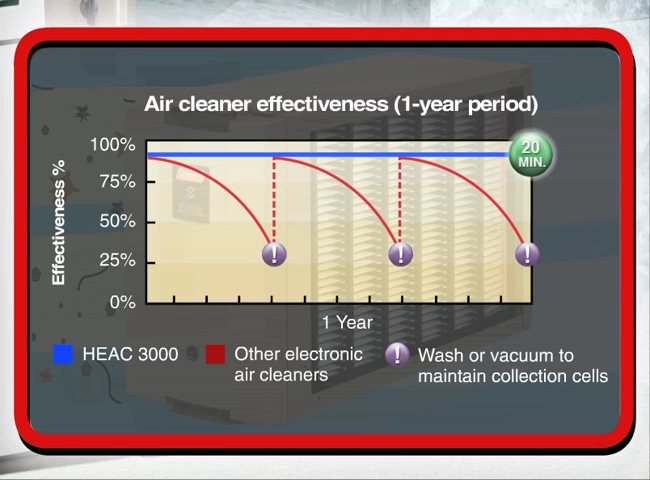 Air cleaner effectiveness (1-year period)
Effectiveness %
100%
75%
50%
25%
0%
20
MIN.
!
!
!
1 Year
HEAC 3000
Other electronic
air cleaners
!
Wash or vacuum to
maintain collection cells